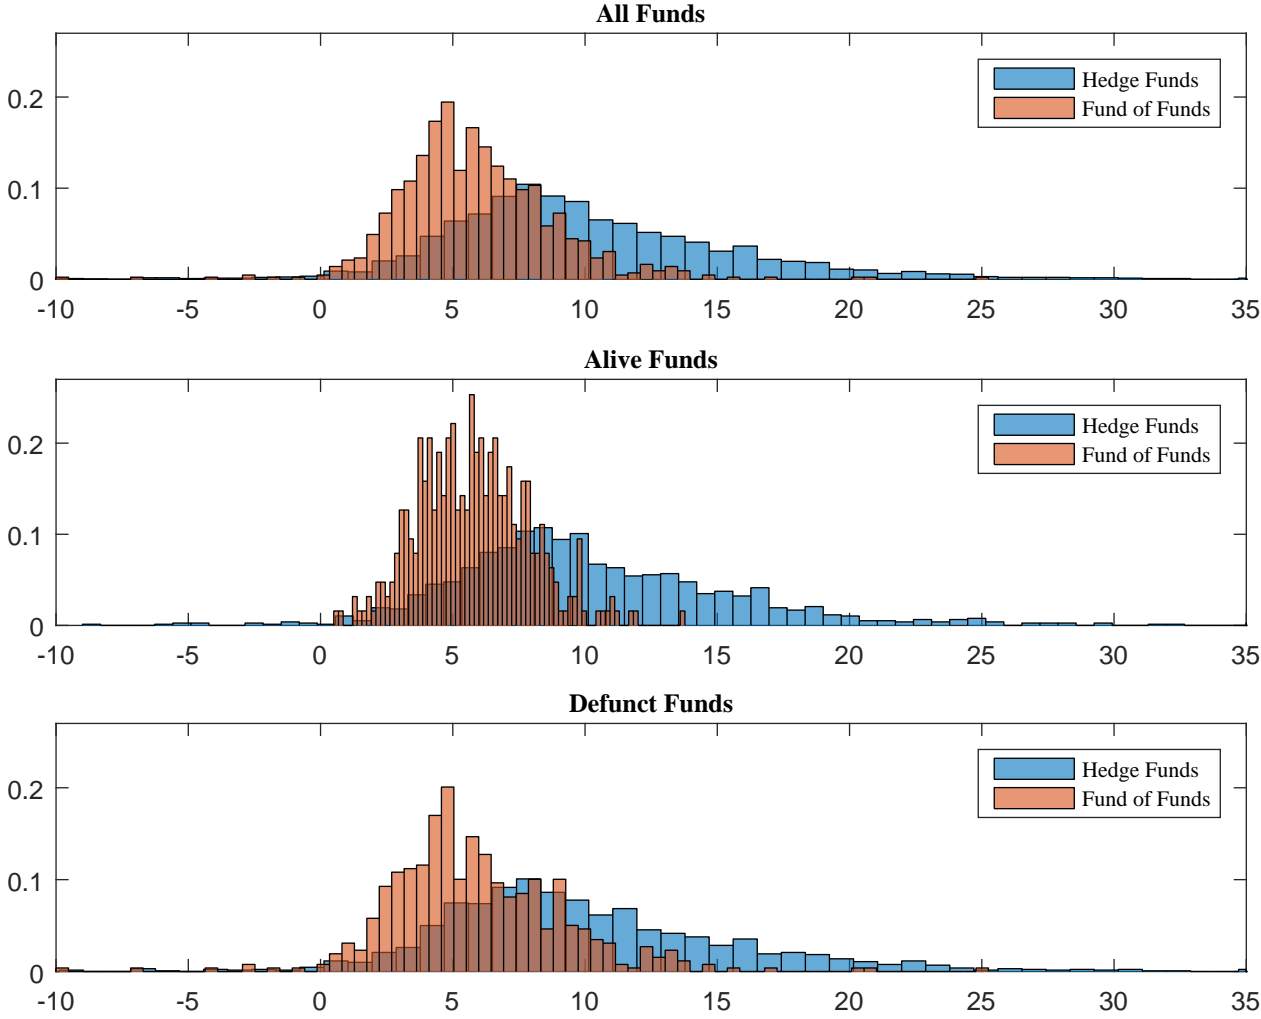 All Funds
0.2
0.1
0
-10 -5 0 5 10 15 20 25 30 35
Hedge Funds
Fund of Funds
Alive Funds
0.2
0.1
0
-10 -5 0 5 10 15 20 25 30 35
Hedge Funds
Fund of Funds
Defunct Funds
0.2
0.1
0
-10 -5 0 5 10 15 20 25 30 35
Hedge Funds
Fund of Funds